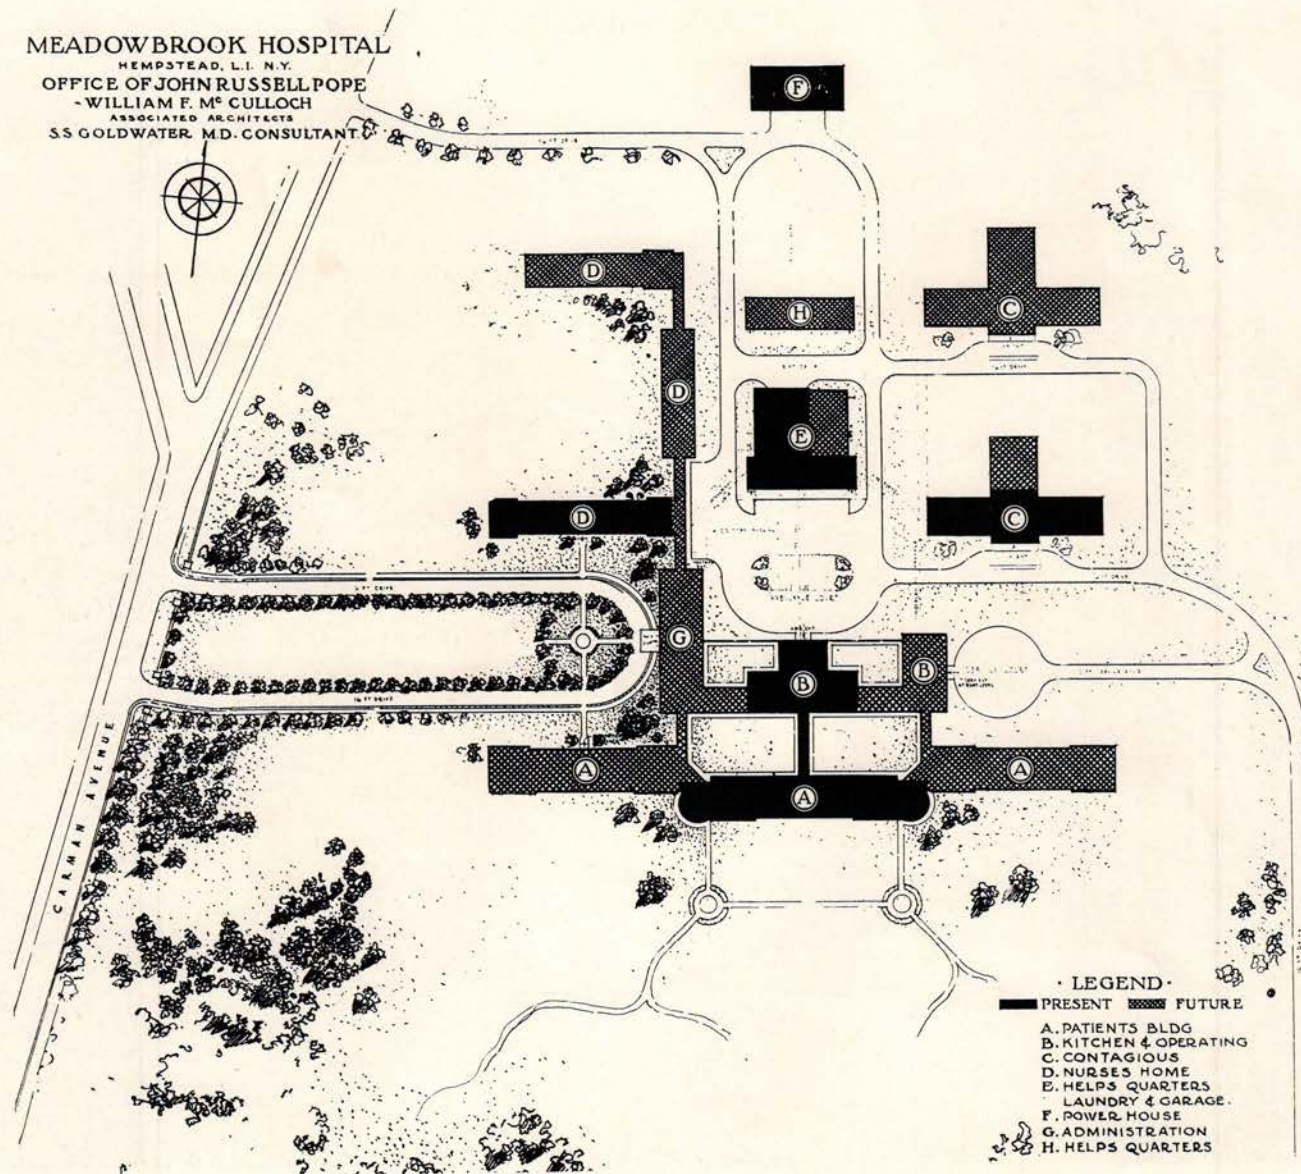 MEADOWBROOK HOSPITAL
HEMPSTEAD, L.I. N.Y.
OFFICE OF JOHN RUSSELL POPE
- WILLIAM F. Mᶜ CULLOCH
ASSOCIATED ARCHITECTS
S.S GOLDWATER M.D. CONSULTANT.
F
D
H
C
D
E
D
C
G
B
B
A
A
A
CARMAN AVENUE
· LEGEND ·
PRESENT FUTURE
A. PATIENTS BLDG
B. KITCHEN & OPERATING
C. CONTAGIOUS
D. NURSES HOME
E. HELPS QUARTERS
LAUNDRY & GARAGE.
F. POWER HOUSE
G. ADMINISTRATION
H. HELPS QUARTERS